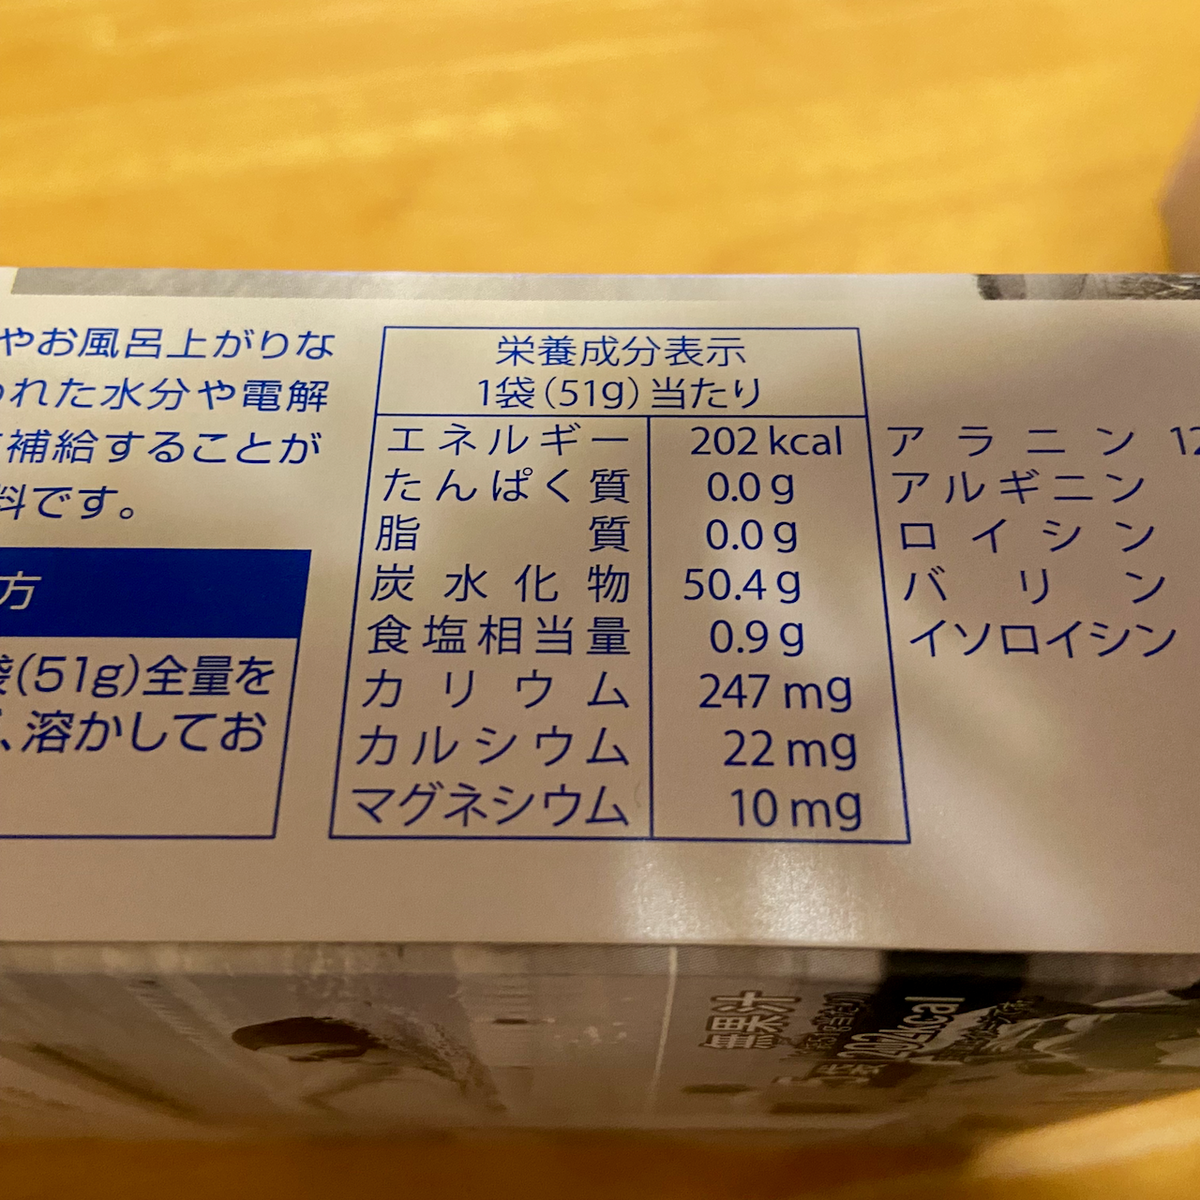 やお風呂上がりな
れた水分や電解
補給することが
料です。
方
袋(51g)全量を
、溶かしてお
栄養成分表示
1袋(51g)当たり
エネルギー 202 kcal
たんぱく質 0.0 g
脂質 0.0 g
炭水化物 50.4 g
食塩相当量 0.9 g
カリウム 247 mg
カルシウム 22 mg
マグネシウム 10 mg
アラニン 12
アルギニン
ロイシン
バリン
イソロイシン
無果汁
202kcal